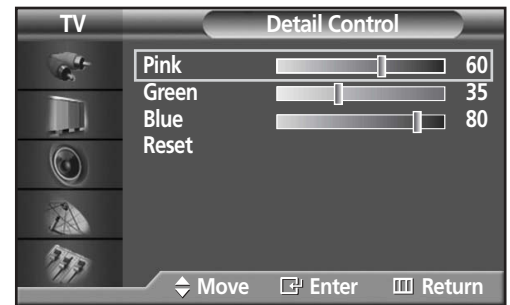 TV Detail Control
Pink 60
Green 35
Blue 80
Reset
Move Enter Return